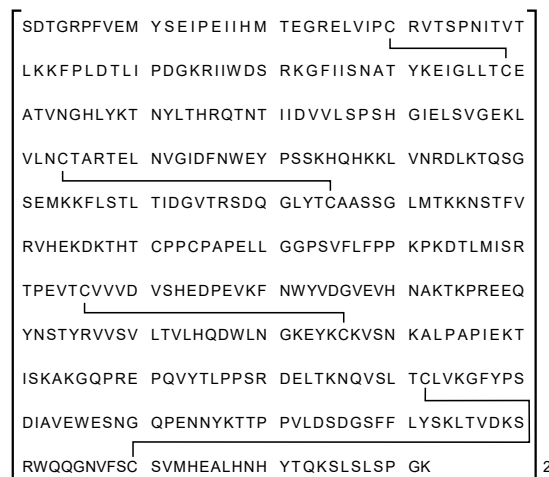 SDTGRPFVEM YSEIPEIIHM TEGRELVIPC RVTSPNITVT
LKKFPLDTLI PDGKRIIWDS RKGFIISNAT YKEIGLLTCE
ATVNGHLYKT NYLTHRQTNT IIDVVLSPSH GIELSVGEKL
VLNCTARTEL NVGIDFNWEY PSSKHQHKKL VNRDLKTQSG
SEMKKFLSTL TIDGVTRSDQ GLYTCAASSG LMTKKNSTFV
RVHEKDKTHT CPPCPAPELL GGPSVFLFPP KPKDTLMISR
TPEVTCVVVD VSHEDPEVKF NWYVDGVEVH NAKTKPREEQ
YNSTYRVVSV LTVLHQDWLN GKEYKCKVSN KALPAPIEKT
ISKAKGQPRE PQVYTLPPSR DELTKNQVSL TCLVKGFYPS
DIAVEWESNG QPENNYKTTP PVLDSDGSFF LYSKLTVDKS
RWQQGNVFSC SVMHEALHNH YTQKSLSLSP GK 2